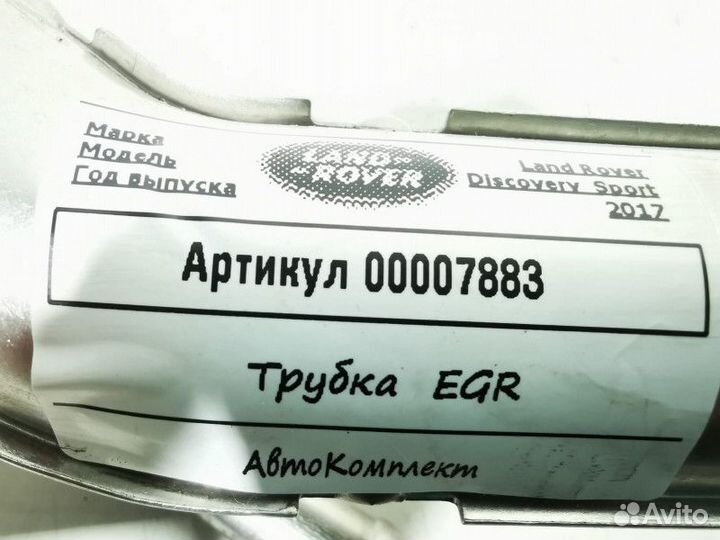 Марка
Модель
Год выпуска
LAND-
-ROVER
Land Rover
Discovery Sport
2017
Артикул 00007883
Трубка EGR
АвтоКомплект
Avito